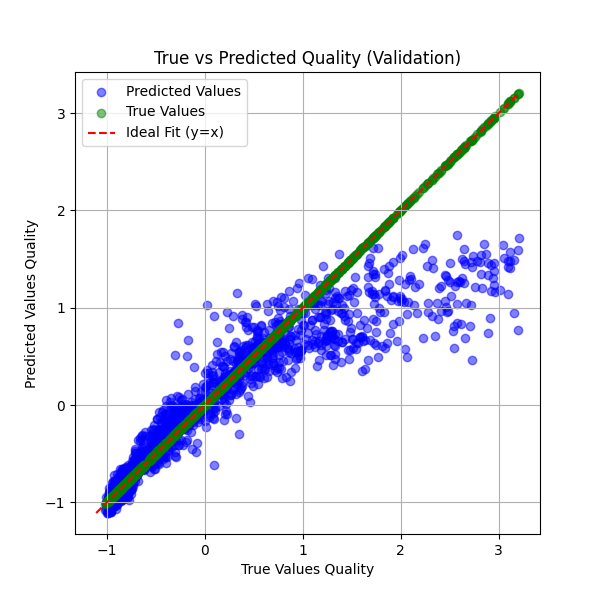 True vs Predicted Quality (Validation)
Predicted Values
True Values
Ideal Fit (y=x)
Predicted Values Quality
3
2
1
0
−1
−1 0 1 2 3
True Values Quality